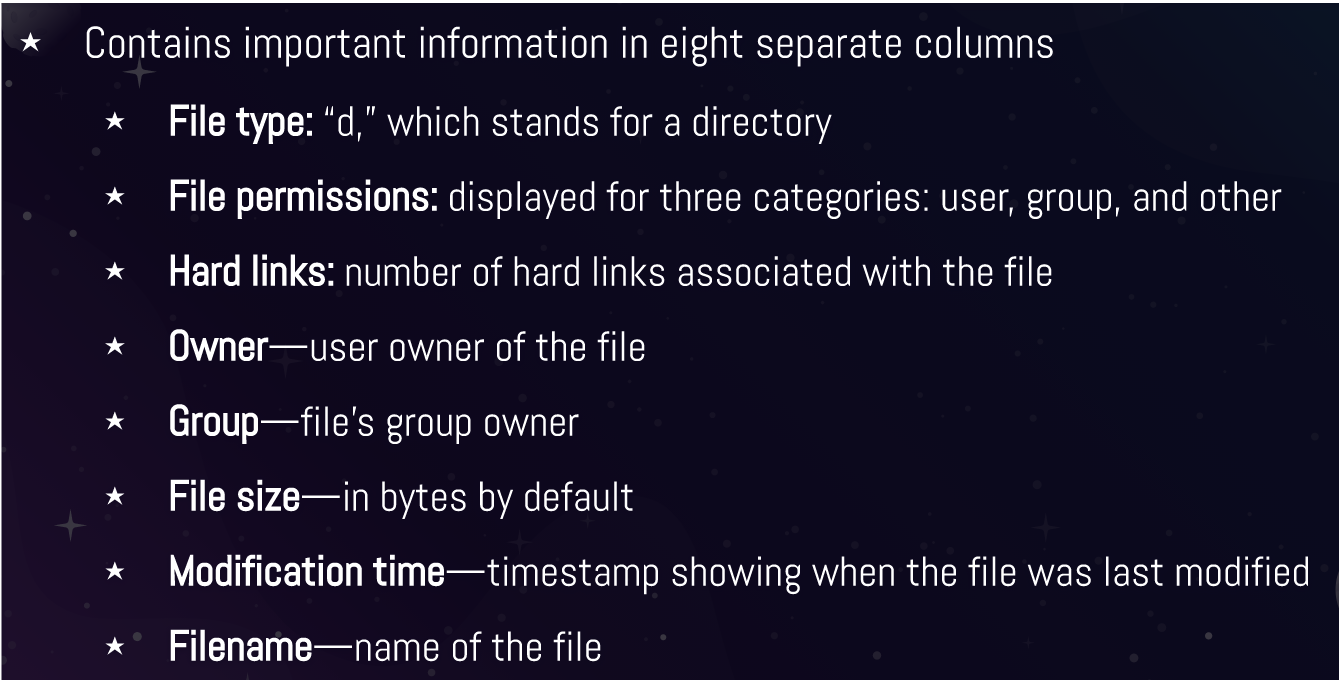 ★ Contains important information in eight separate columns
★ File type: “d,” which stands for a directory
★ File permissions: displayed for three categories: user, group, and other
★ Hard links: number of hard links associated with the file
★ Owner—user owner of the file
★ Group—file’s group owner
★ File size—in bytes by default
★ Modification time—timestamp showing when the file was last modified
★ Filename—name of the file